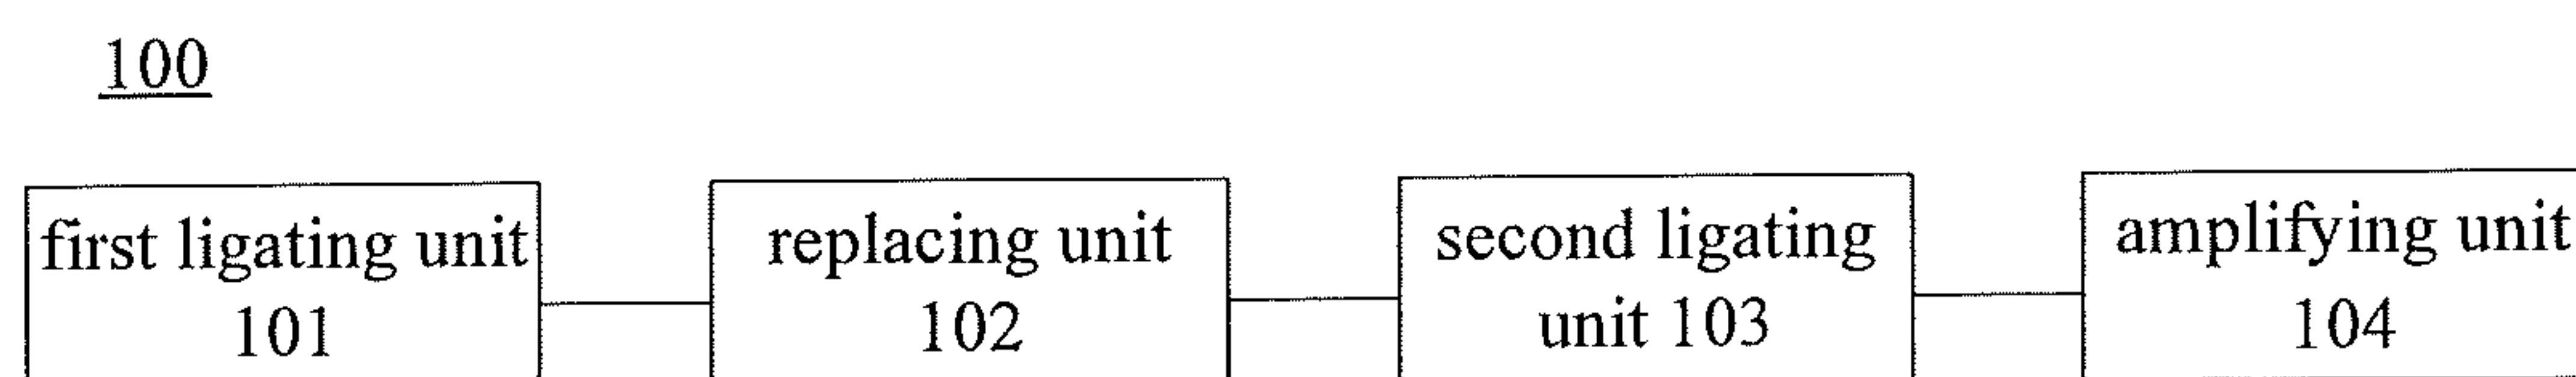 100
first ligating unit
101
replacing unit
102
second ligating
unit 103
amplifying unit
104